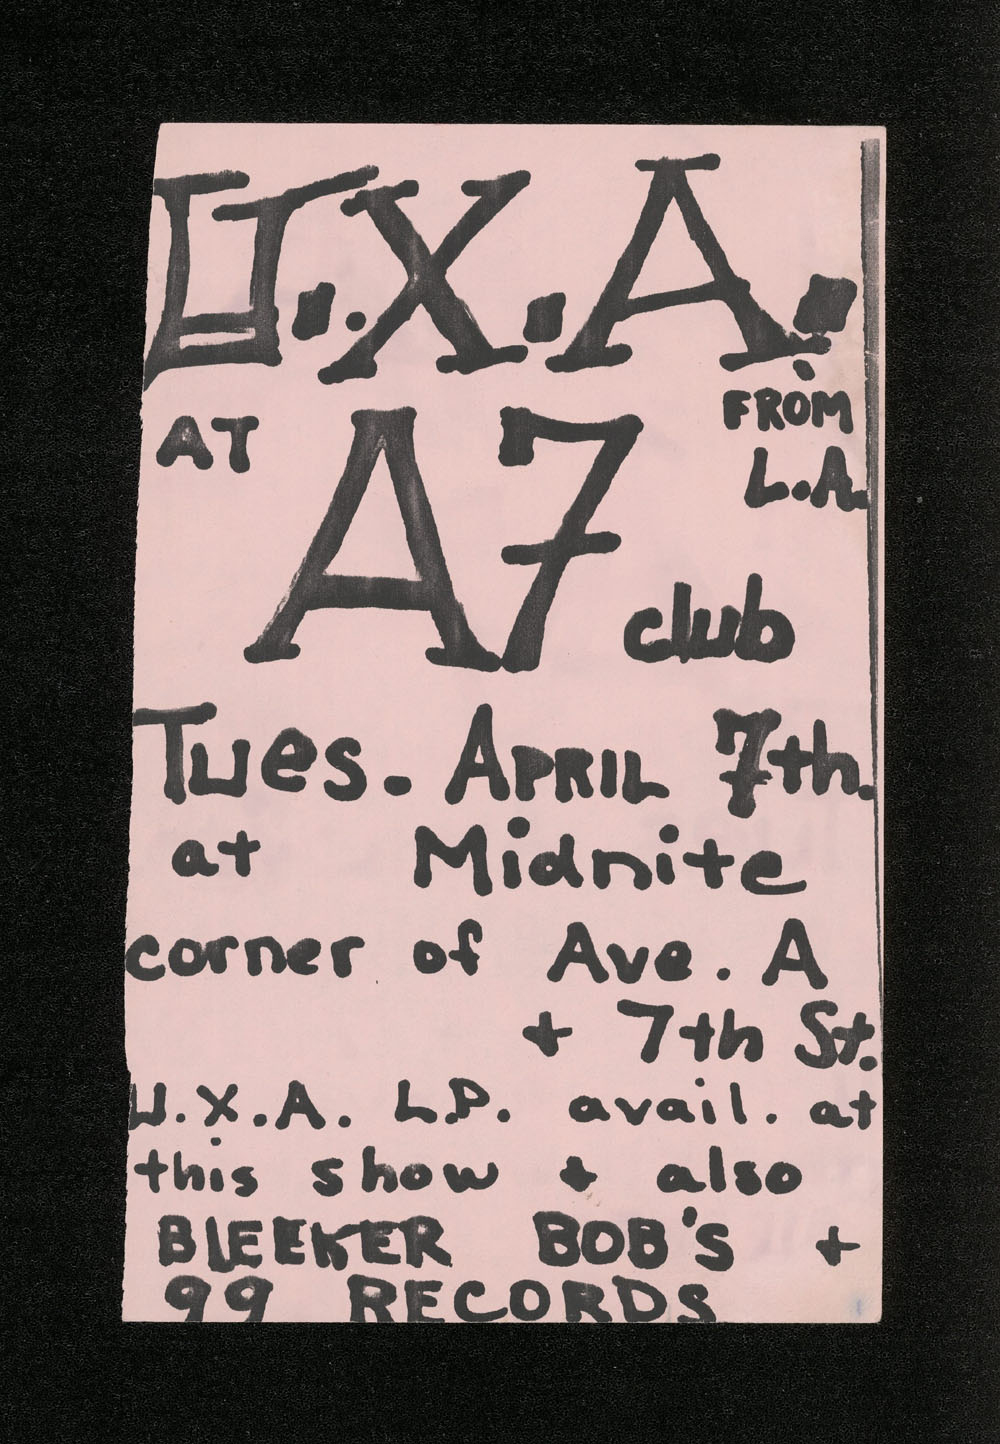 U.X.A.
AT A7 club
FROM
L.A.
Tues. APRIL 7th.
at Midnite
corner of Ave. A
+ 7th St.
U.X.A. L.P. avail. at
this show + also
BLEEKER BOB'S +
99 RECORDS